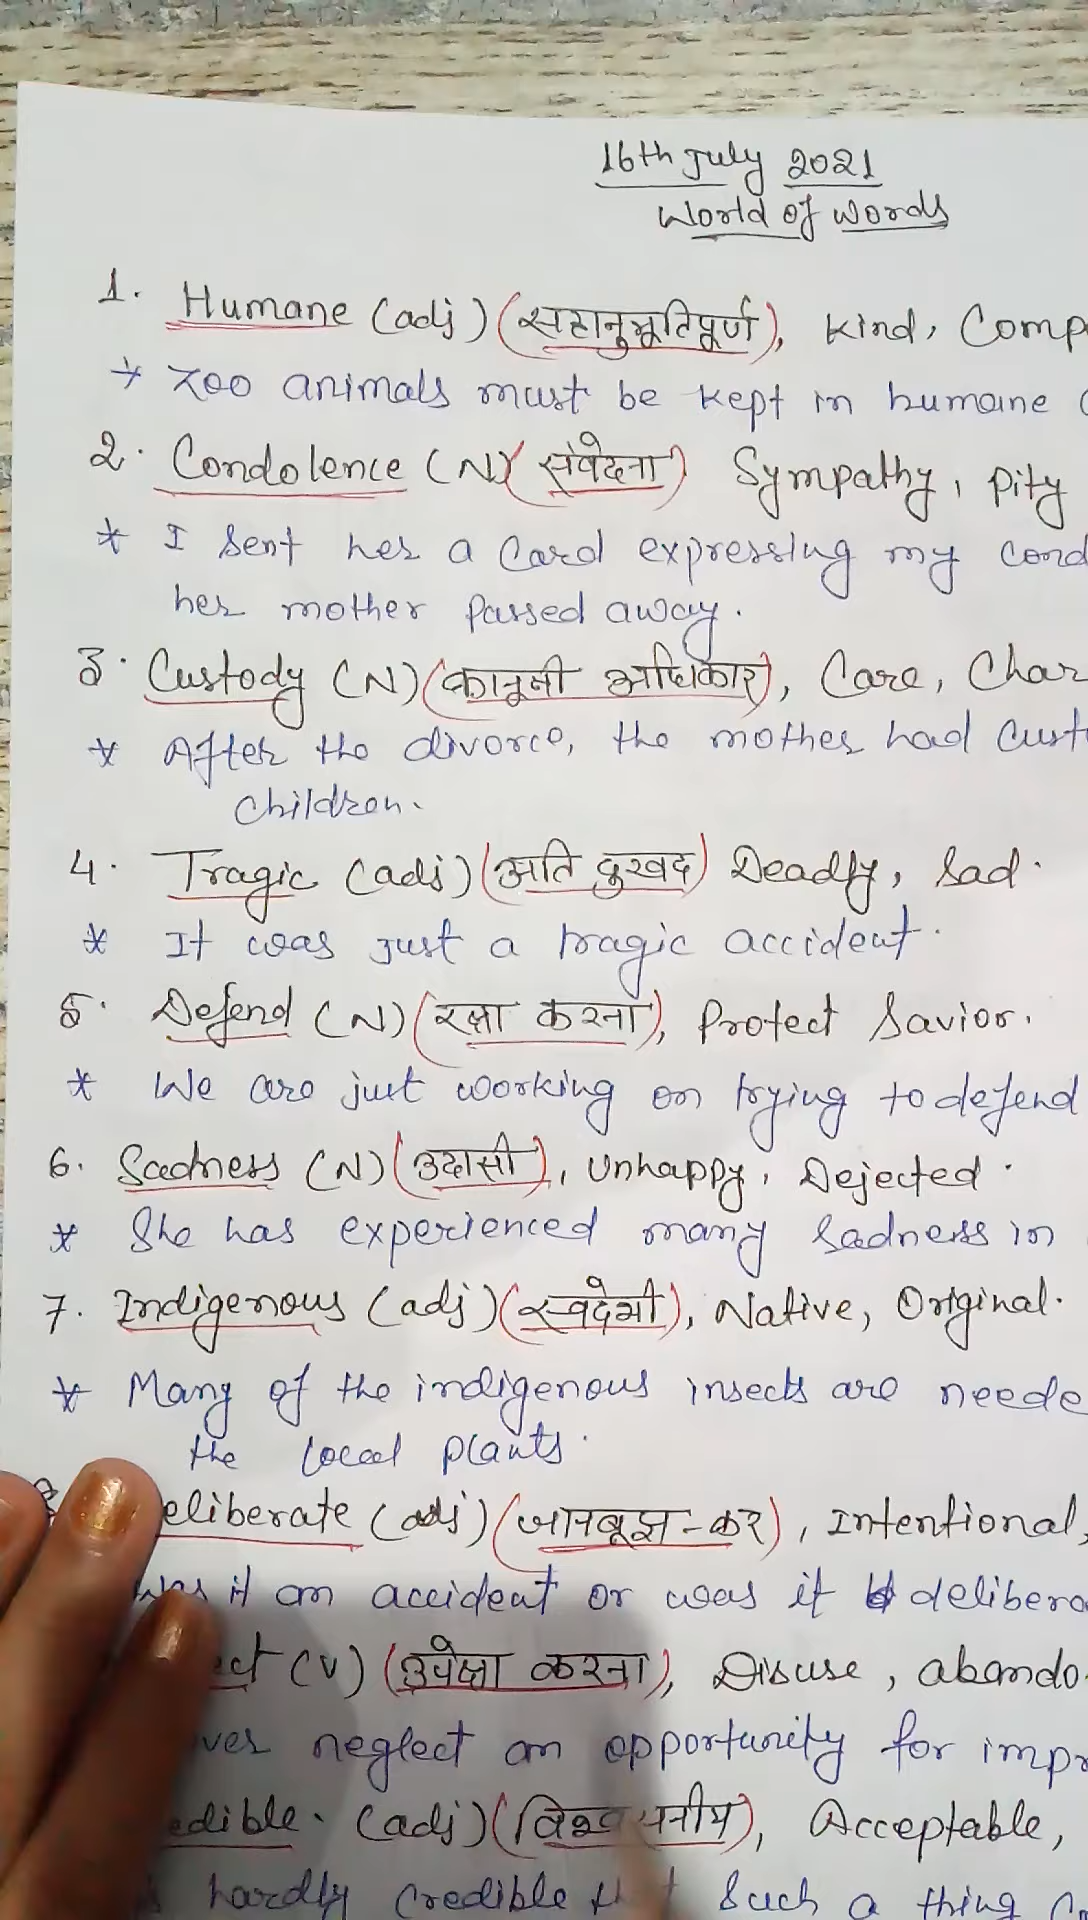 16th July 2021
World of Words
1. Humane (adj) (सहानुभूतिपूर्ण), Kind, Comp
* Zoo animals must be kept in humane
2. Condolence (N) (संवेदना) Sympathy, Pity
* I sent her a card expressing my cond
her mother passed away.
3. Custody (N) (कानूनी अधिकार), Care, Char
* After the divorce, the mother had cust
children.
4. Tragic (adj) (अति दुखद) Deadly, Sad.
* It was just a tragic accident.
5. Defend (N) (रक्षा करना), Protect Savior.
* We are just working on trying to defend
6. Sadness (N) (उदासी), Unhappy, Dejected.
* She has experienced many sadness in
7. Indigenous (adj) (स्वदेशी), Native, Original.
* Many of the indigenous insects are neede
the local plants.
eliberate (adj) (जानबूझ-कर), Intentional,
Was it an accident or was it delibera
ect (V) (उपेक्षा करना), Disuse, abando
ver neglect an opportunity for impr
edible. (adj) (नीय), Acceptable,
hardly credible such a thing